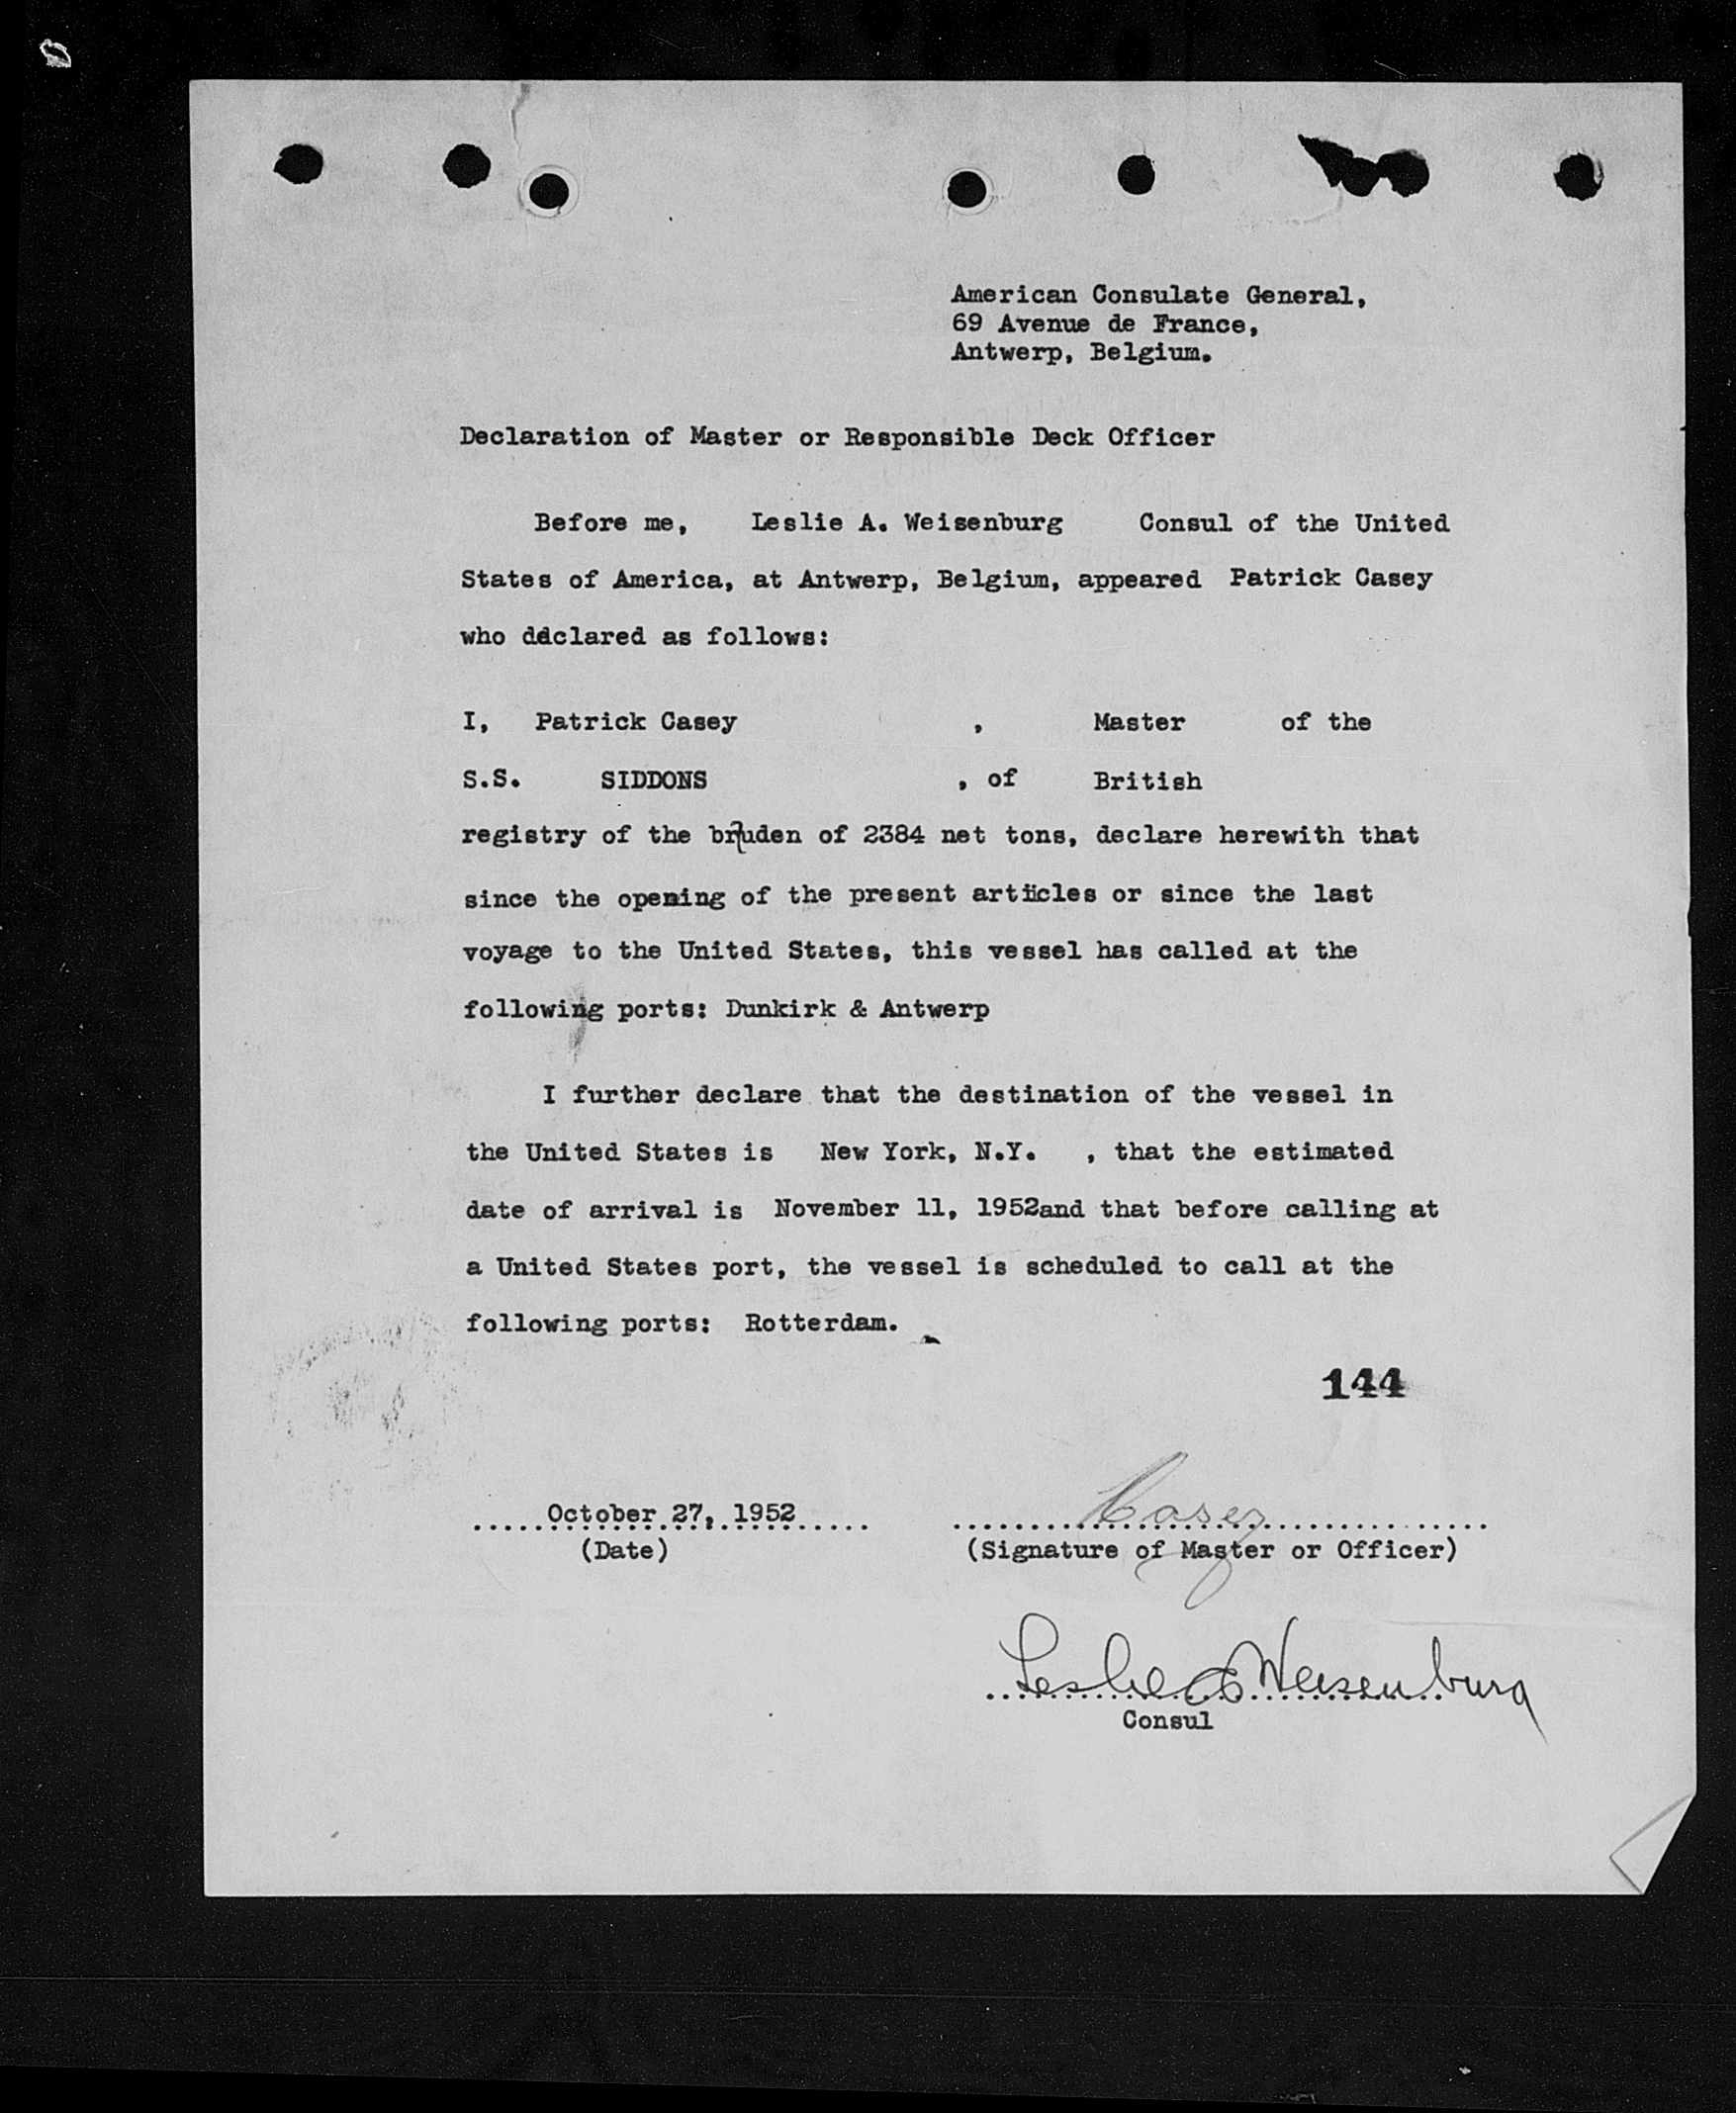 American Consulate General,
69 Avenue de France,
Antwerp, Belgium.
Declaration of Master or Responsible Deck Officer
Before me, Leslie A. Weisenburg Consul of the United
States of America, at Antwerp, Belgium, appeared Patrick Casey
who declared as follows:
I, Patrick Casey , Master of the
S.S. SIDDONS , of British
registry of the bruden of 2384 net tons, declare herewith that
since the opening of the present articles or since the last
voyage to the United States, this vessel has called at the
following ports: Dunkirk & Antwerp
I further declare that the destination of the vessel in
the United States is New York, N.Y. , that the estimated
date of arrival is November 11, 1952and that before calling at
a United States port, the vessel is scheduled to call at the
following ports: Rotterdam.
144
October 27, 1952 Casey
(Date) (Signature of Master or Officer)
Leslie A Weisenburg
Consul